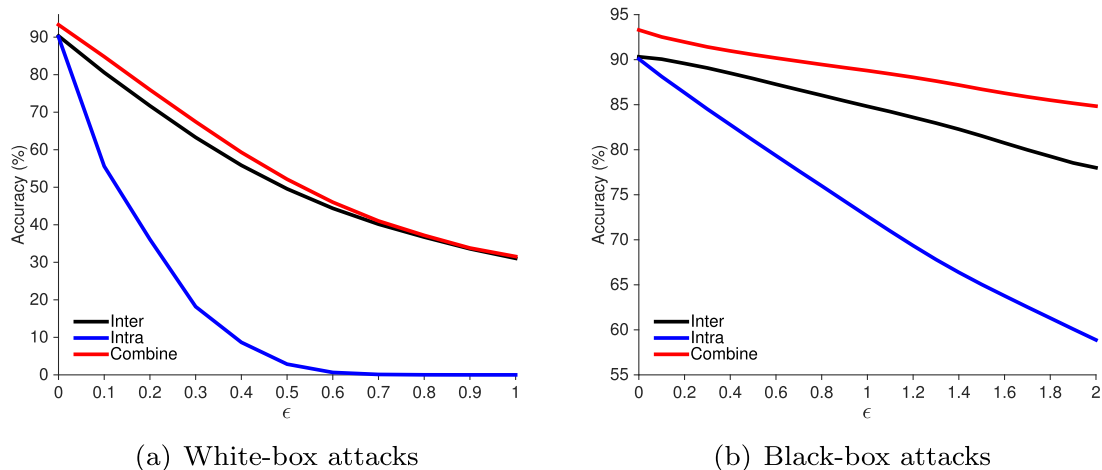 90
80
70
60
50
40
30
20
10
0
Accuracy (%)
Inter
Intra
Combine
0 0.1 0.2 0.3 0.4 0.5 0.6 0.7 0.8 0.9 1
ϵ
(a) White-box attacks
95
90
85
80
75
70
65
60
55
Accuracy (%)
Inter
Intra
Combine
0 0.2 0.4 0.6 0.8 1 1.2 1.4 1.6 1.8 2
ϵ
(b) Black-box attacks